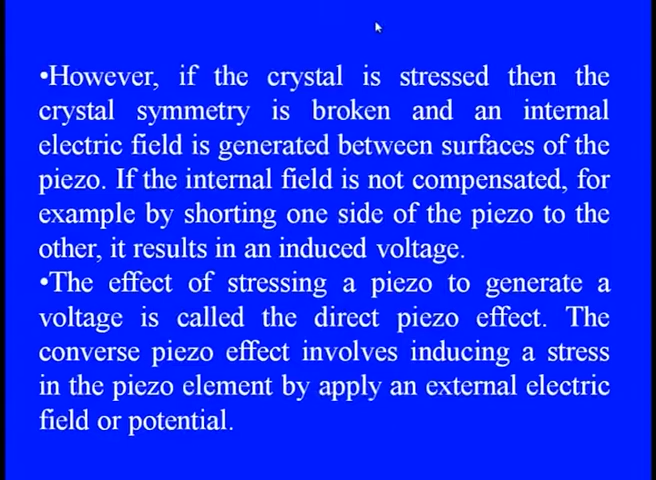 •However, if the crystal is stressed then the
crystal symmetry is broken and an internal
electric field is generated between surfaces of the
piezo. If the internal field is not compensated, for
example by shorting one side of the piezo to the
other, it results in an induced voltage.
•The effect of stressing a piezo to generate a
voltage is called the direct piezo effect. The
converse piezo effect involves inducing a stress
in the piezo element by apply an external electric
field or potential.